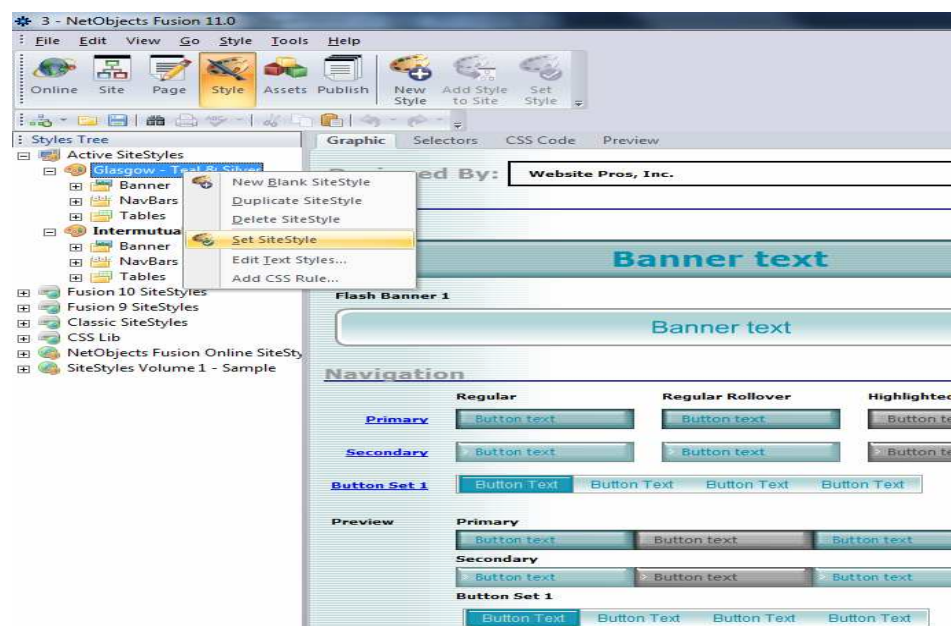 3 - NetObjects Fusion 11.0
File Edit View Go Style Tools Help
Online Site Page Style Assets Publish New Style Add Style to Site Set Style
Styles Tree
Graphic Selectors CSS Code Preview
Active SiteStyles
Glasgow - Teal & Silver
Banner
NavBars
Tables
Intermutua
Banner
NavBars
Tables
Fusion 10 SiteStyles
Fusion 9 SiteStyles
Classic SiteStyles
CSS Lib
NetObjects Fusion Online SiteSty
SiteStyles Volume 1 - Sample
New Blank SiteStyle
Duplicate SiteStyle
Delete SiteStyle
Set SiteStyle
Edit Text Styles...
Add CSS Rule...
By: Website Pros, Inc.
Banner text
Flash Banner 1
Banner text
Navigation
Regular Regular Rollover Highlighted
Primary Button text Button text Button te
Secondary Button text Button text Button te
Button Set 1 Button Text Button Text Button Text Button Text
Preview Primary
Button text Button text Button text
Secondary
Button text Button text Button text
Button Set 1
Button Text Button Text Button Text Button Text